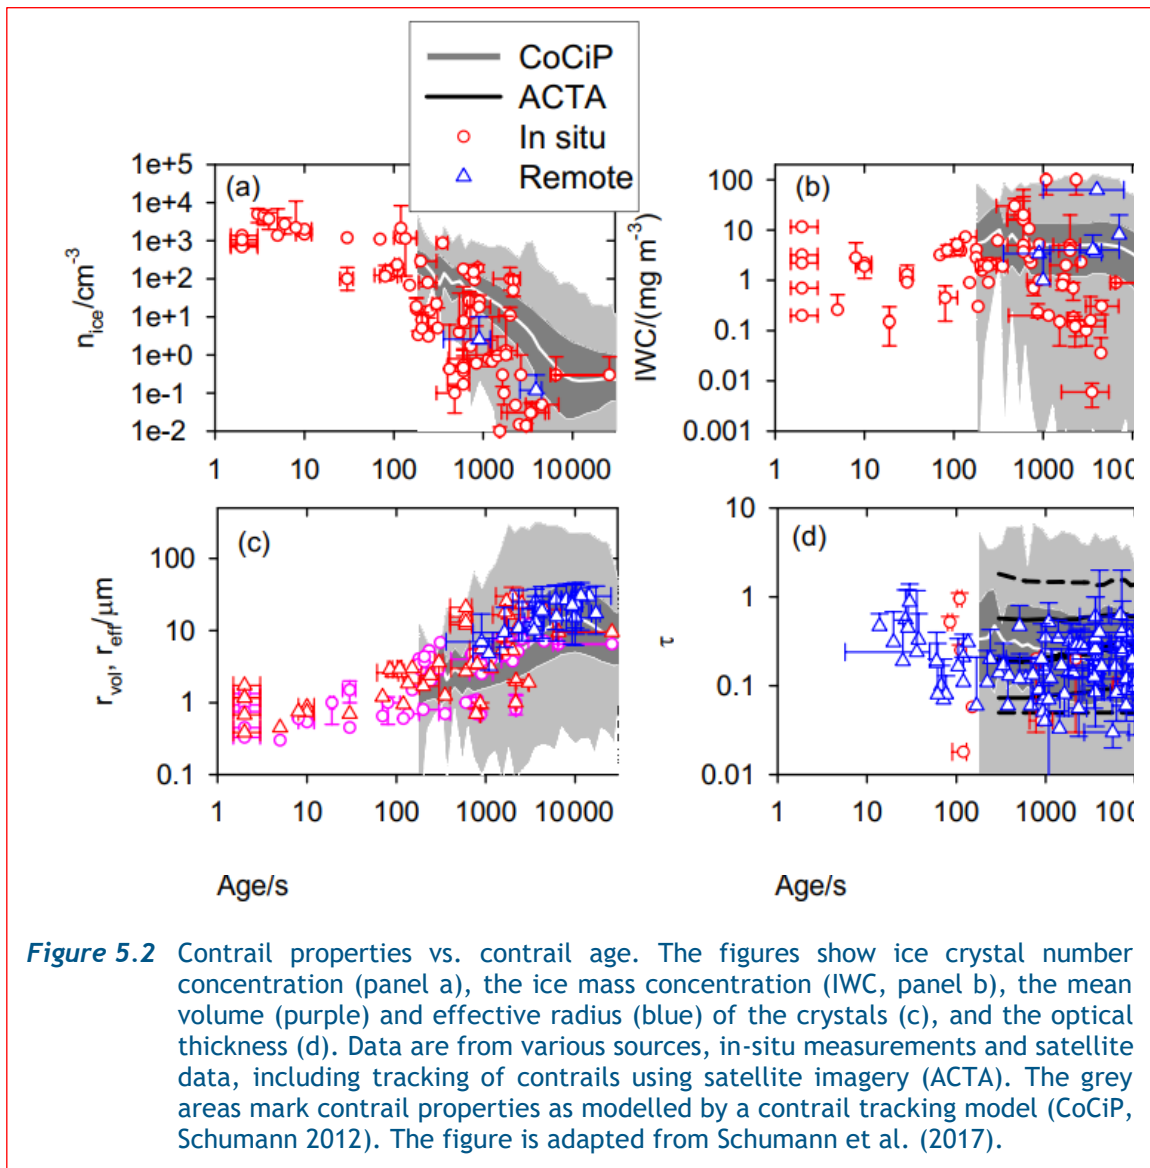 CoCiP
ACTA
In situ
Remote
(a)
1e+5
1e+4
1e+3
1e+2
1e+1
1e+0
1e-1
1e-2
n_ice/cm⁻³
1 10 100 1000 10000
(b)
100
10
1
0.1
0.01
0.001
IWC/(mg m⁻³)
1 10 100 1000 1000
(c)
100
10
1
0.1
r_vol, r_eff/μm
1 10 100 1000 10000
Age/s
(d)
10
1
0.1
0.01
τ
1 10 100 1000 1000
Age/s
Figure 5.2 Contrail properties vs. contrail age. The figures show ice crystal number
concentration (panel a), the ice mass concentration (IWC, panel b), the mean
volume (purple) and effective radius (blue) of the crystals (c), and the optical
thickness (d). Data are from various sources, in-situ measurements and satellite
data, including tracking of contrails using satellite imagery (ACTA). The grey
areas mark contrail properties as modelled by a contrail tracking model (CoCiP,
Schumann 2012). The figure is adapted from Schumann et al. (2017).